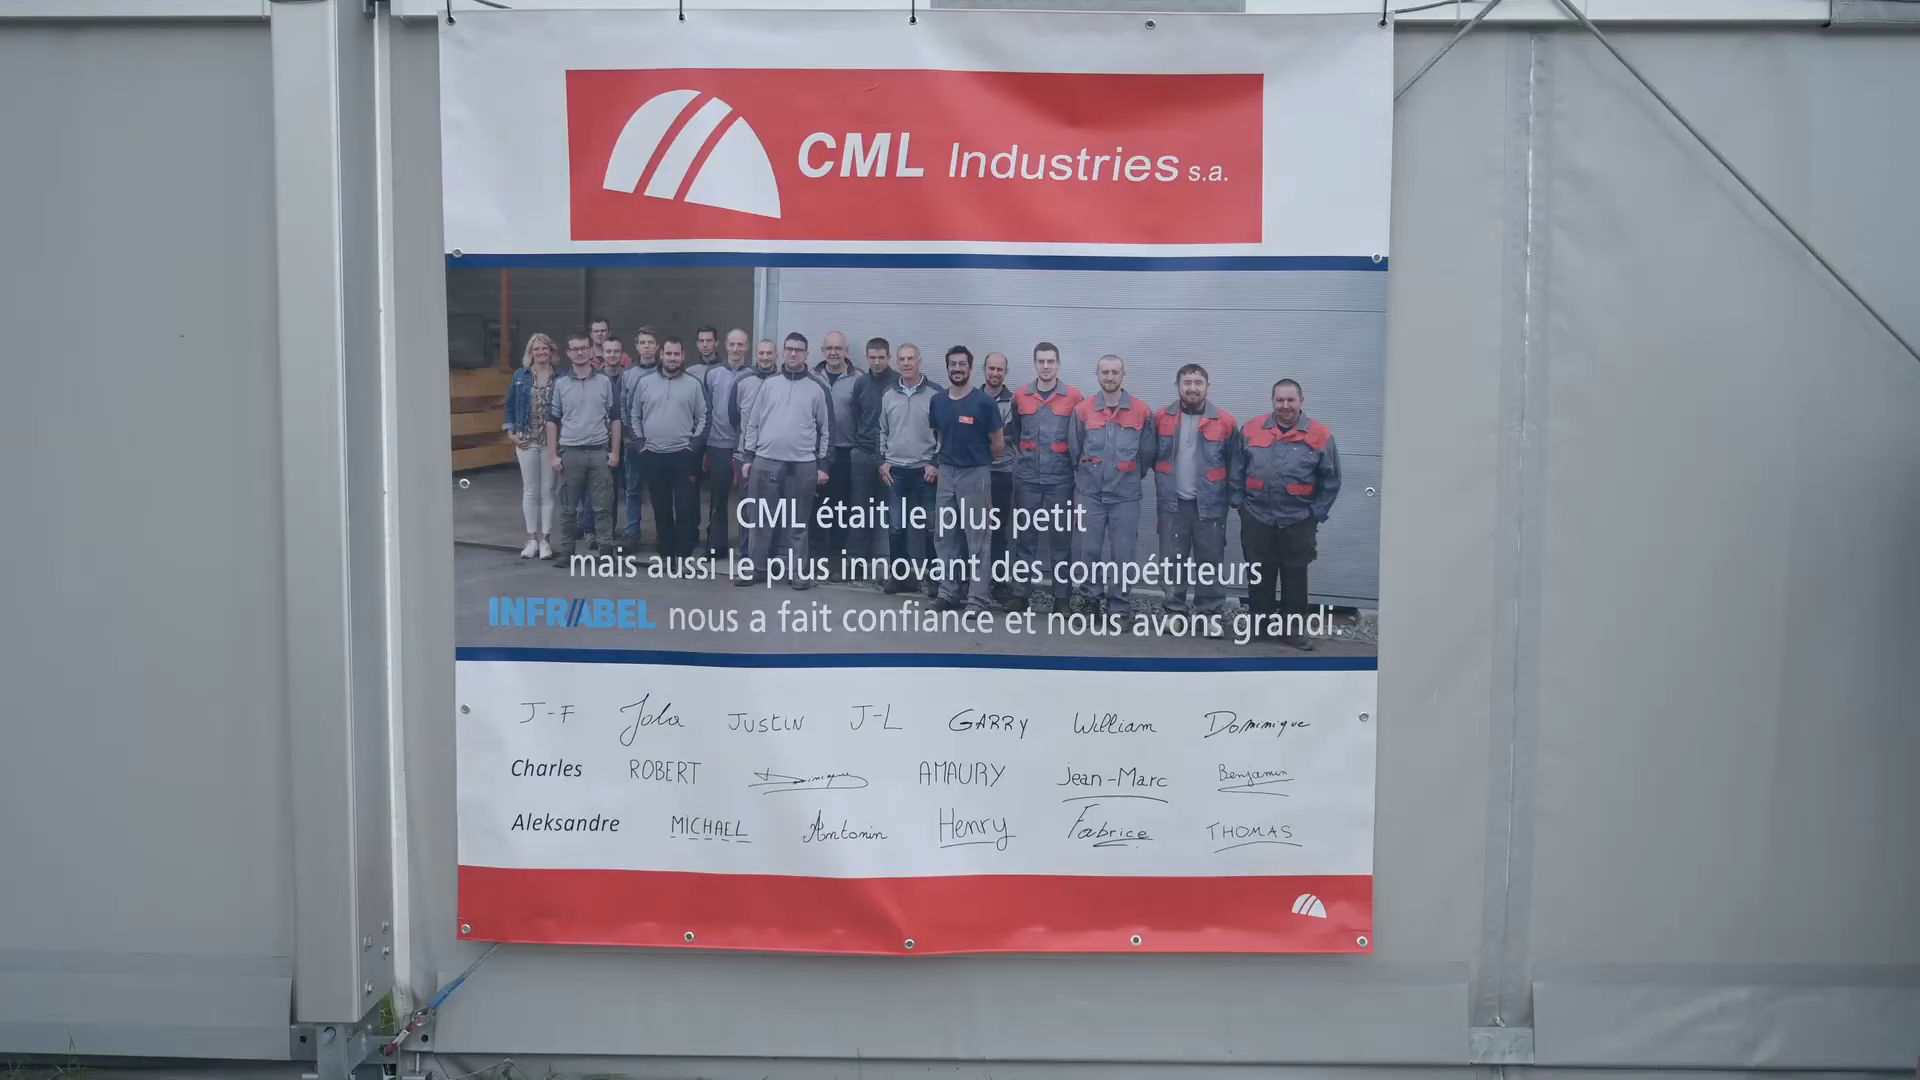 CML Industries s.a.
CML était le plus petit
mais aussi le plus innovant des compétiteurs
INFRABEL nous a fait confiance et nous avons grandi.
J-F Jola Justin J-L GARRY William Dominique
Charles ROBERT Dominique AMAURY Jean-Marc Benjamin
Aleksandre MICHAEL Antonin Henry Fabrice THOMAS